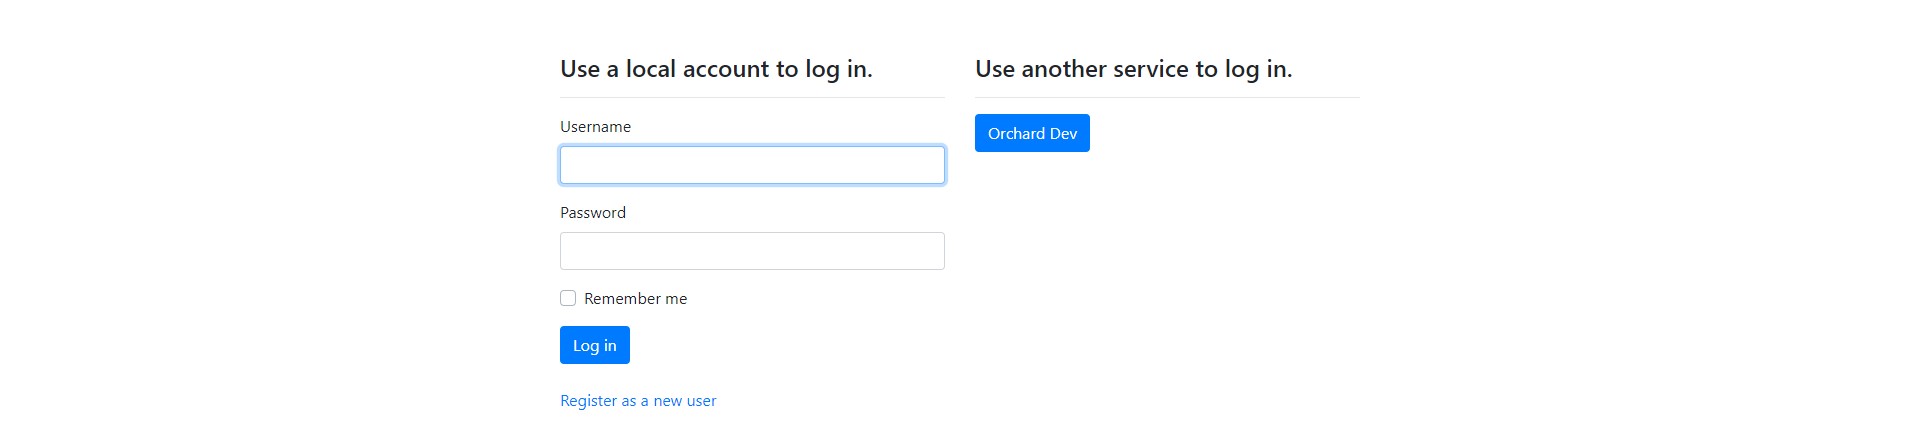 Use a local account to log in.
Username
Password
Remember me
Log in
Register as a new user
Use another service to log in.
Orchard Dev